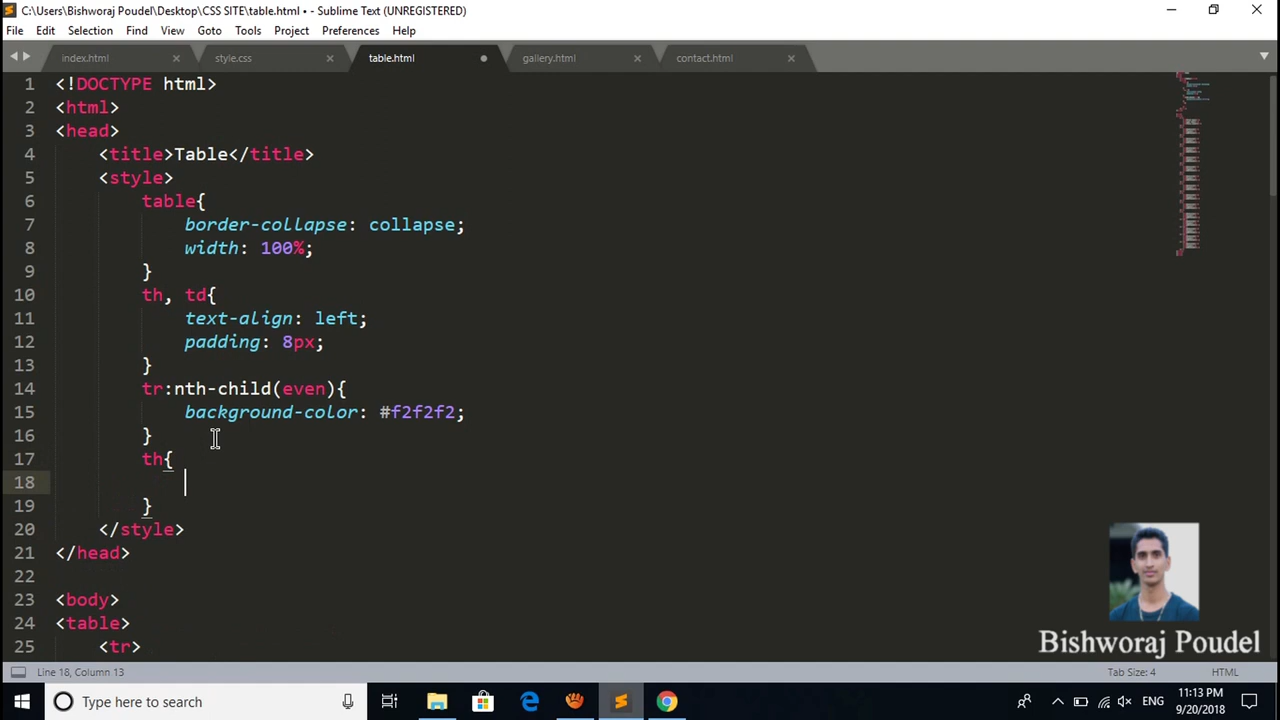 C:\Users\Bishworaj Poudel\Desktop\CSS SITE\table.html • - Sublime Text (UNREGISTERED)
File Edit Selection Find View Goto Tools Project Preferences Help
index.html style.css table.html gallery.html contact.html
1 <!DOCTYPE html>
2 <html>
3 <head>
4 <title>Table</title>
5 <style>
6 table{
7 border-collapse: collapse;
8 width: 100%;
9 }
10 th, td{
11 text-align: left;
12 padding: 8px;
13 }
14 tr:nth-child(even){
15 background-color: #f2f2f2;
16 }
17 th{
18
19 }
20 </style>
21 </head>
22
23 <body>
24 <table>
25 <tr>
Bishworaj Poudel
Line 18, Column 13 Tab Size: 4 HTML
Type here to search ENG 11:13 PM
9/20/2018